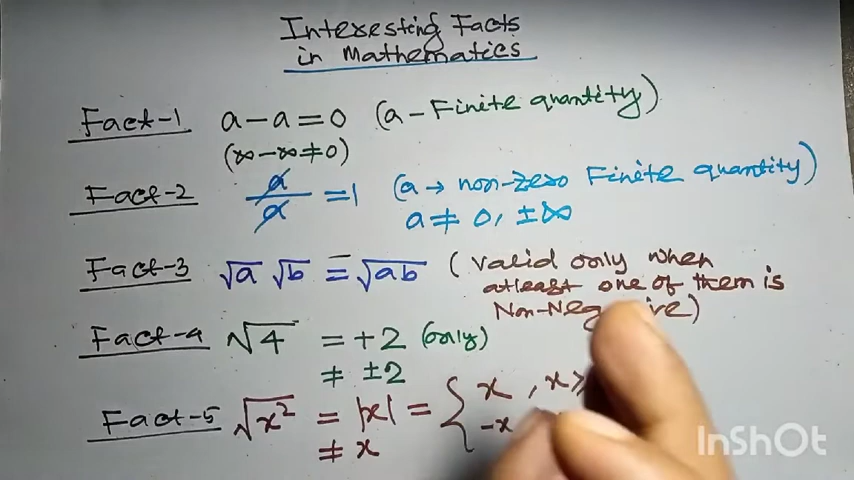 Interesting Facts
in Mathematics
Fact-1 a-a=0 (a-Finite quantity)
(∞-∞≠0)
Fact-2 a/a =1 (a→ non-zero Finite quantity)
a≠ 0, ±∞
Fact-3 √a √b = √ab (valid only when
atleast one of them is
Non-Negative)
Fact-4 √4 = +2 (only)
≠ ±2
Fact-5 √x² = |x| = { x, x>
≠ x -x
InShOt